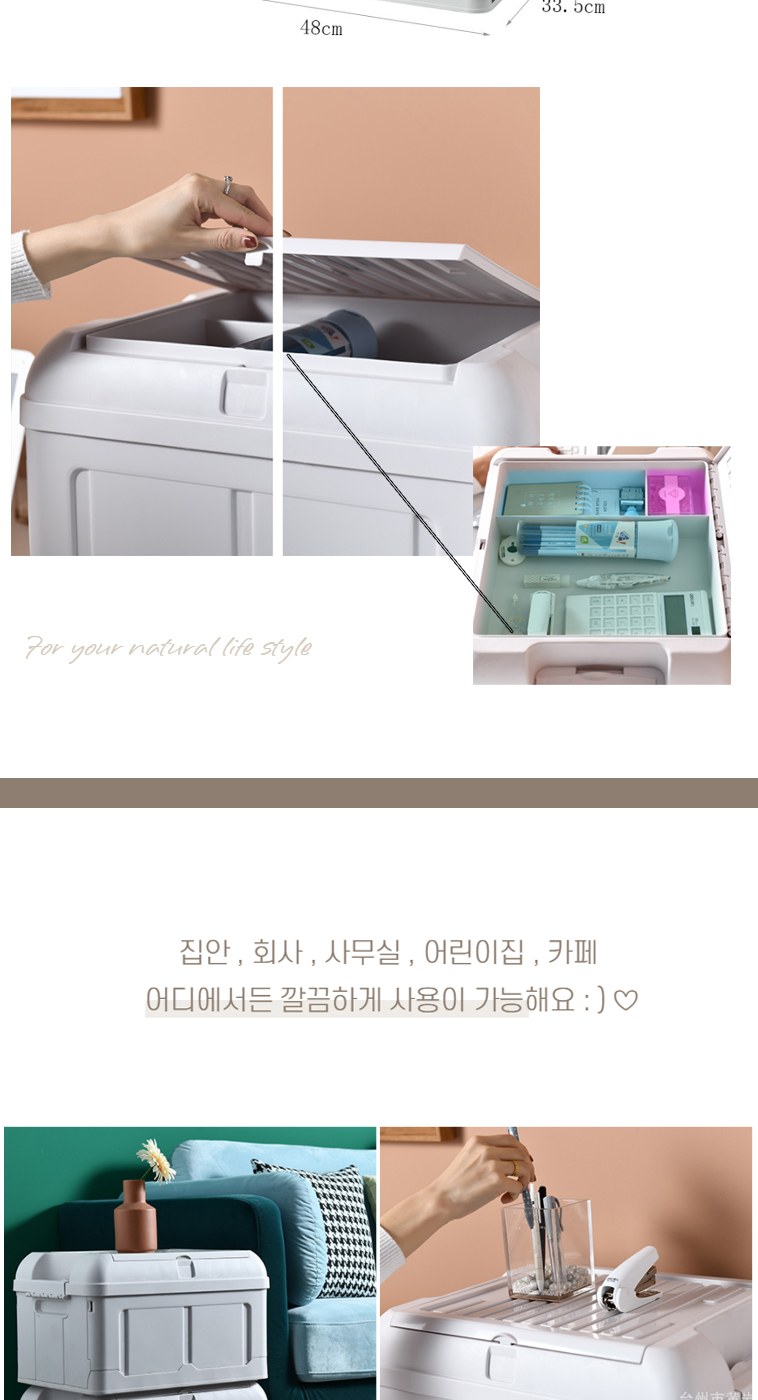 33.5cm
48cm
For your natural life style
집안 , 회사 , 사무실 , 어린이집 , 카페
어디에서든 깔끔하게 사용이 가능해요 : ) ♡